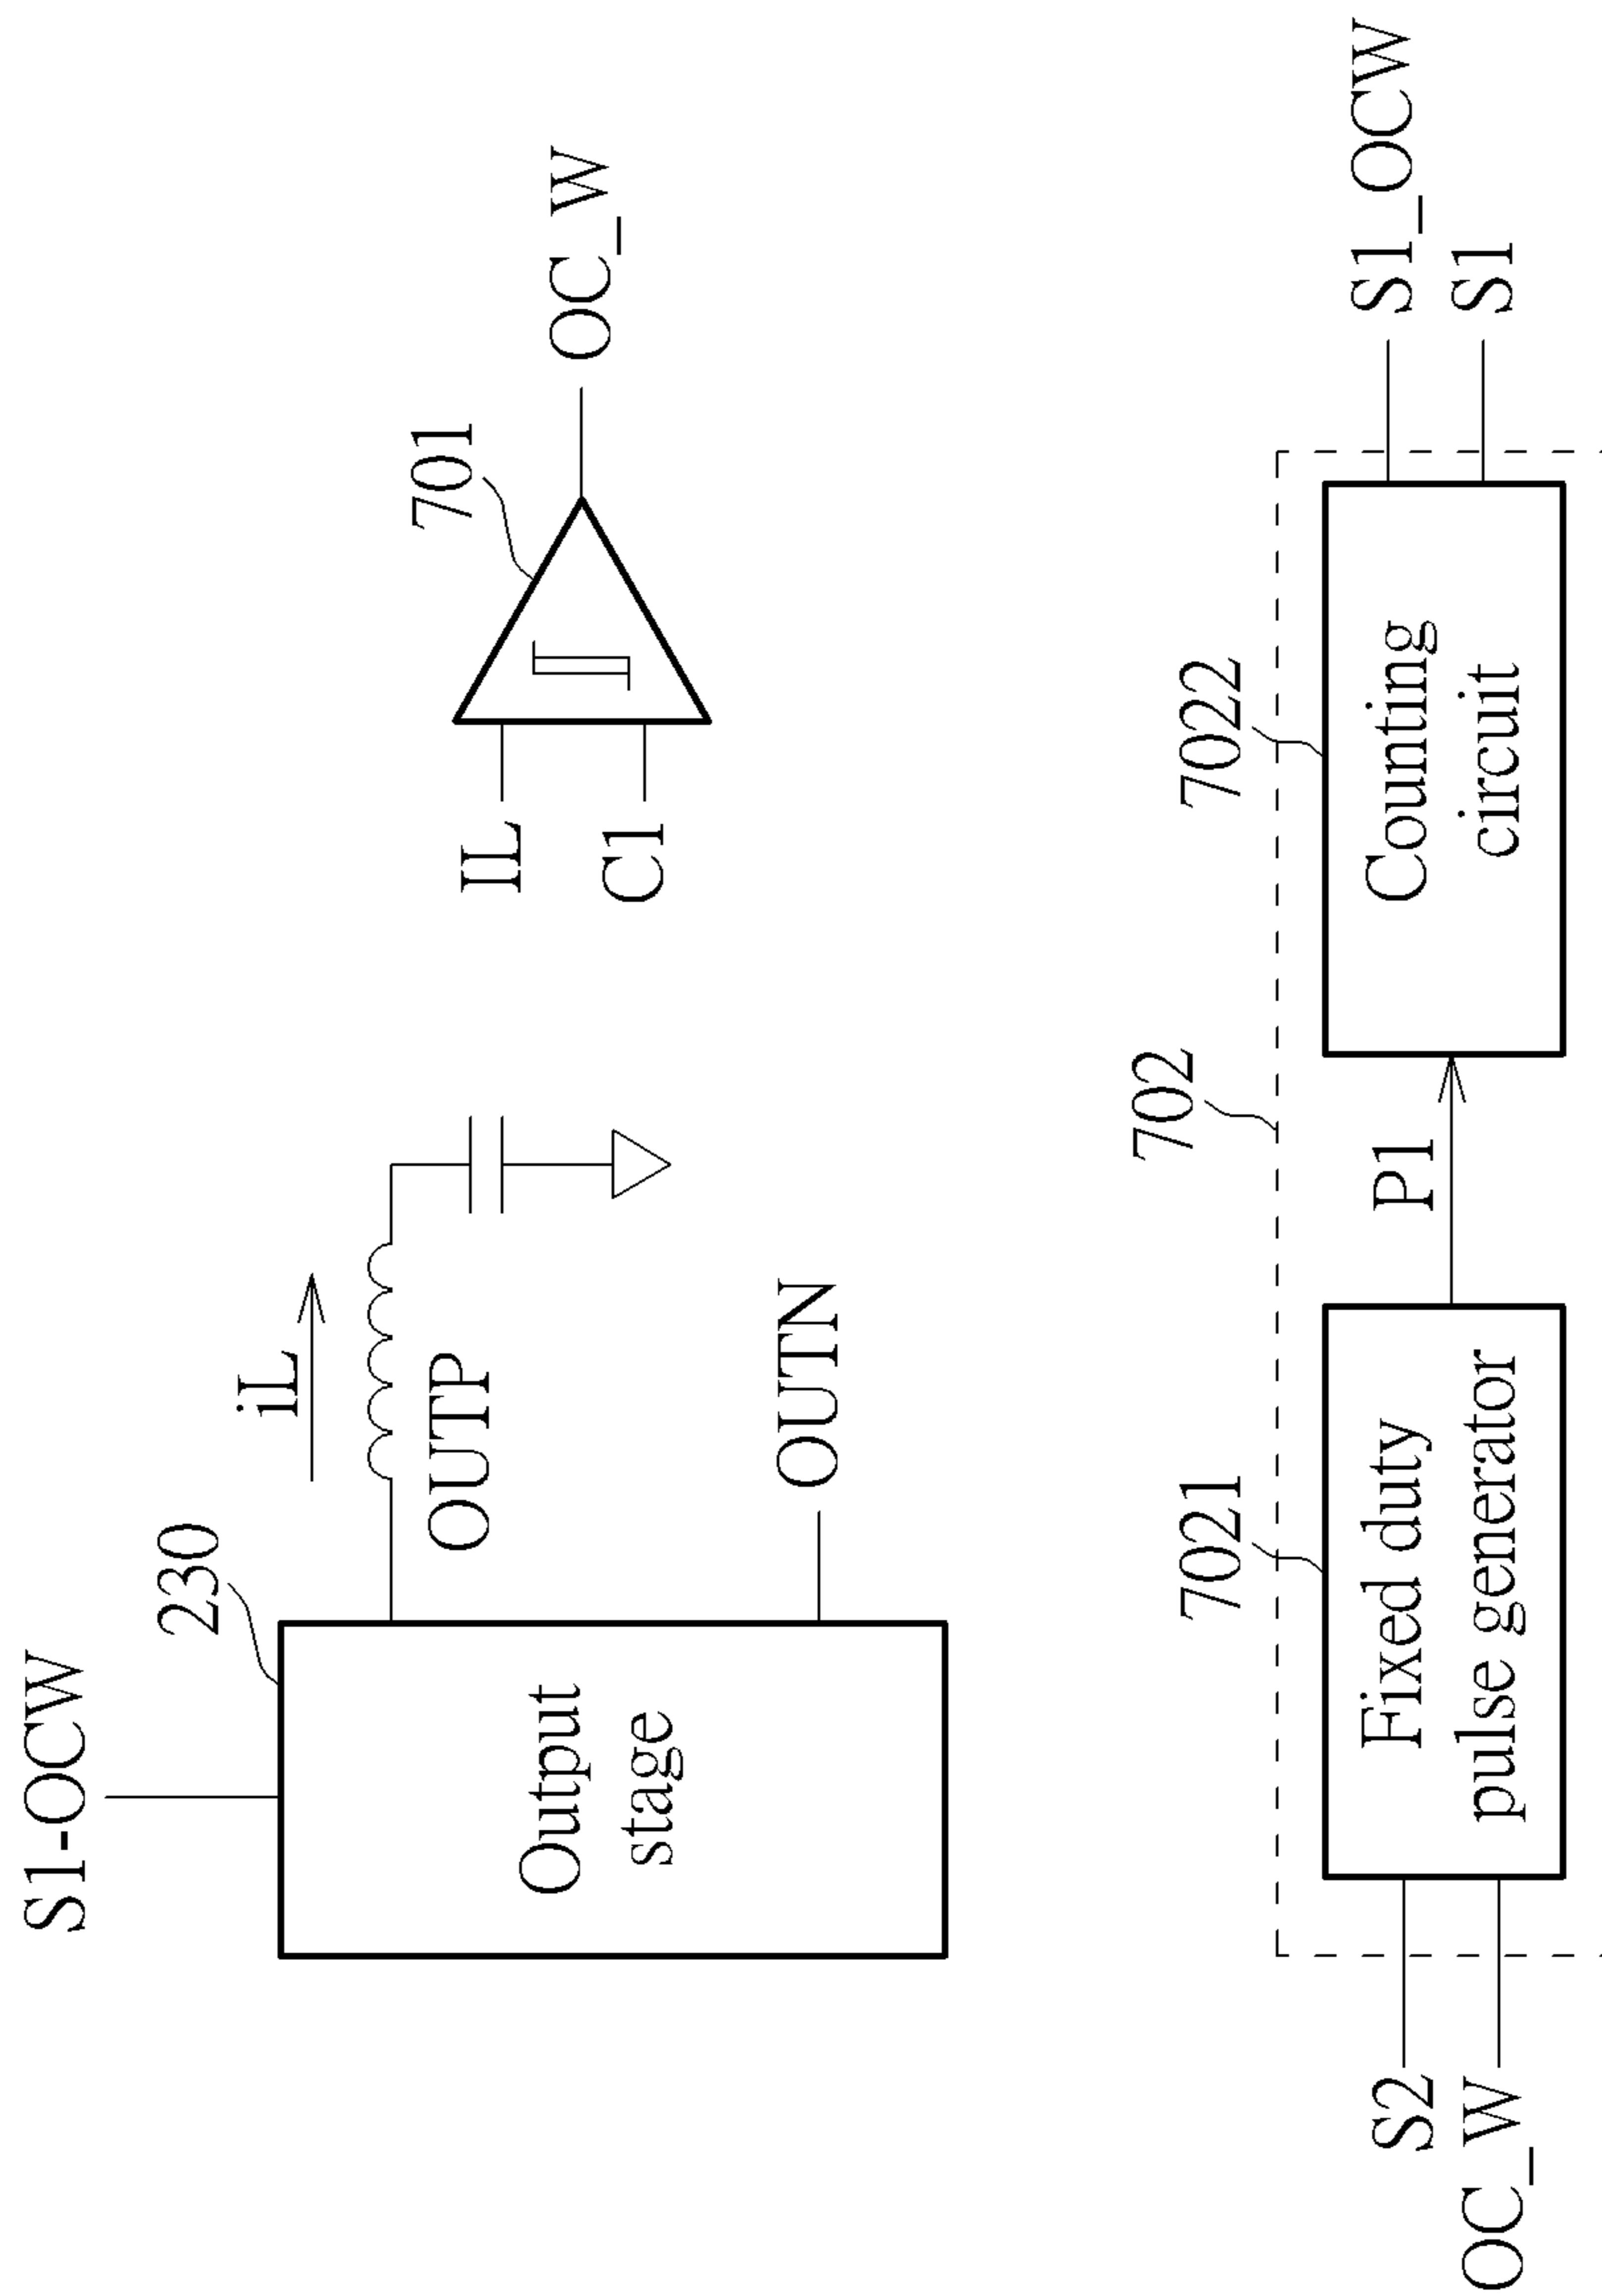 S1-OCW
230
Output
stage
iL
OUTP
OUTN
701
IL
C1
OC_W
702
7021
Fixed duty
pulse generator
S2
OC_W
P1
7022
Counting
circuit
S1_OCW
S1